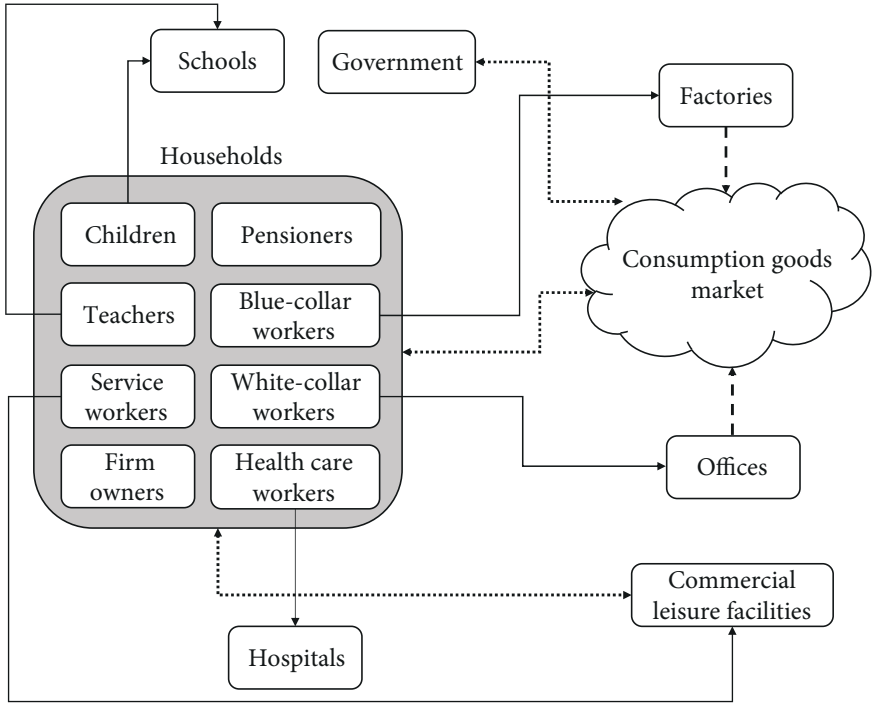 Schools
Government
Factories
Households
Children
Pensioners
Consumption goods
market
Teachers
Blue-collar
workers
Service
workers
White-collar
workers
Firm
owners
Health care
workers
Offices
Commercial
leisure facilities
Hospitals